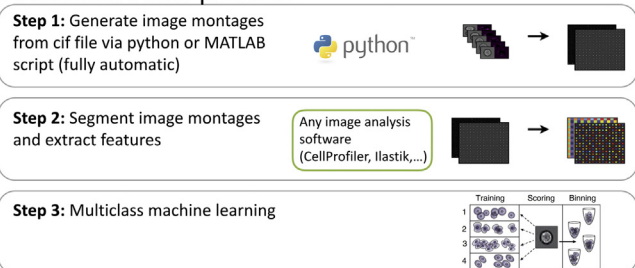 Step 1: Generate image montages
from cif file via python or MATLAB
script (fully automatic)
python™
Step 2: Segment image montages
and extract features
Any image analysis
software
(CellProfiler, Ilastik,...)
Step 3: Multiclass machine learning
Training Scoring Binning
1
2
3
4